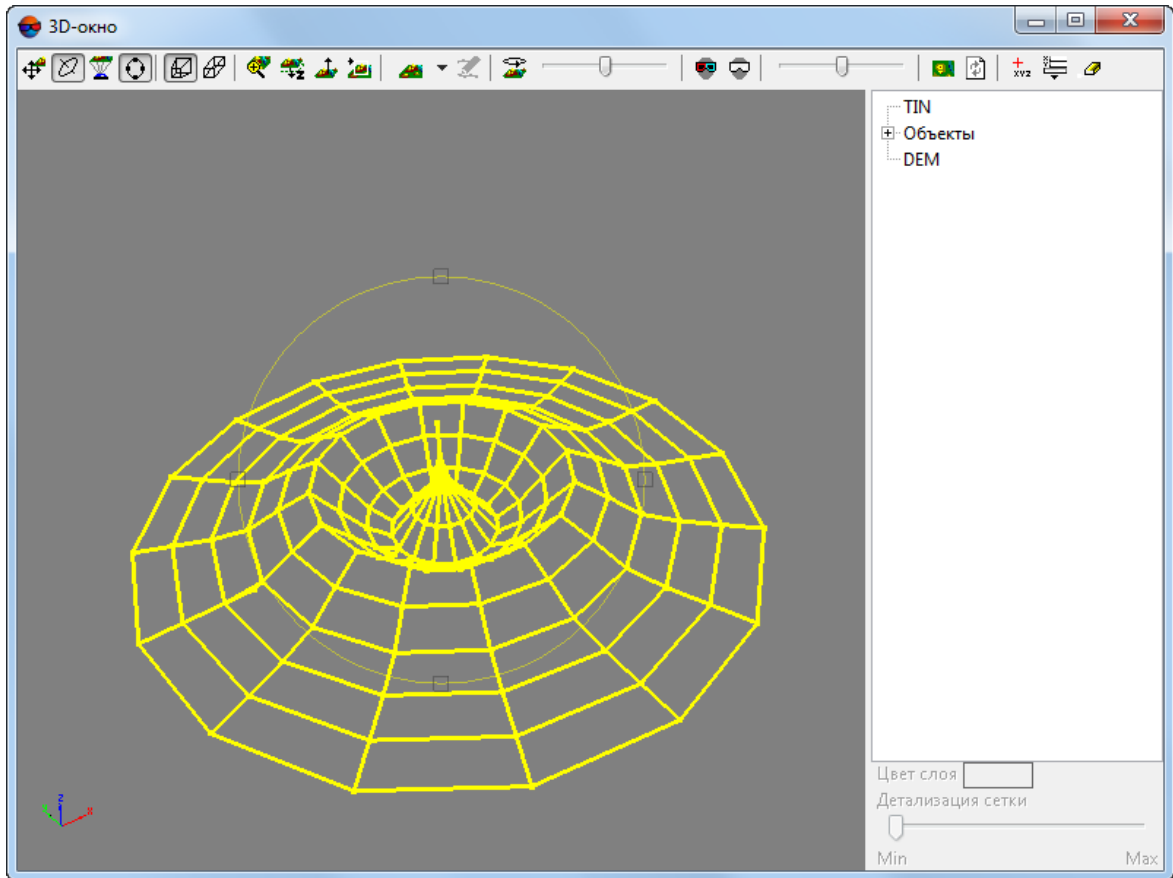 3D-окно
XYZ
TIN
Объекты
DEM
Цвет слоя
Детализация сетки
Min Max
z
x